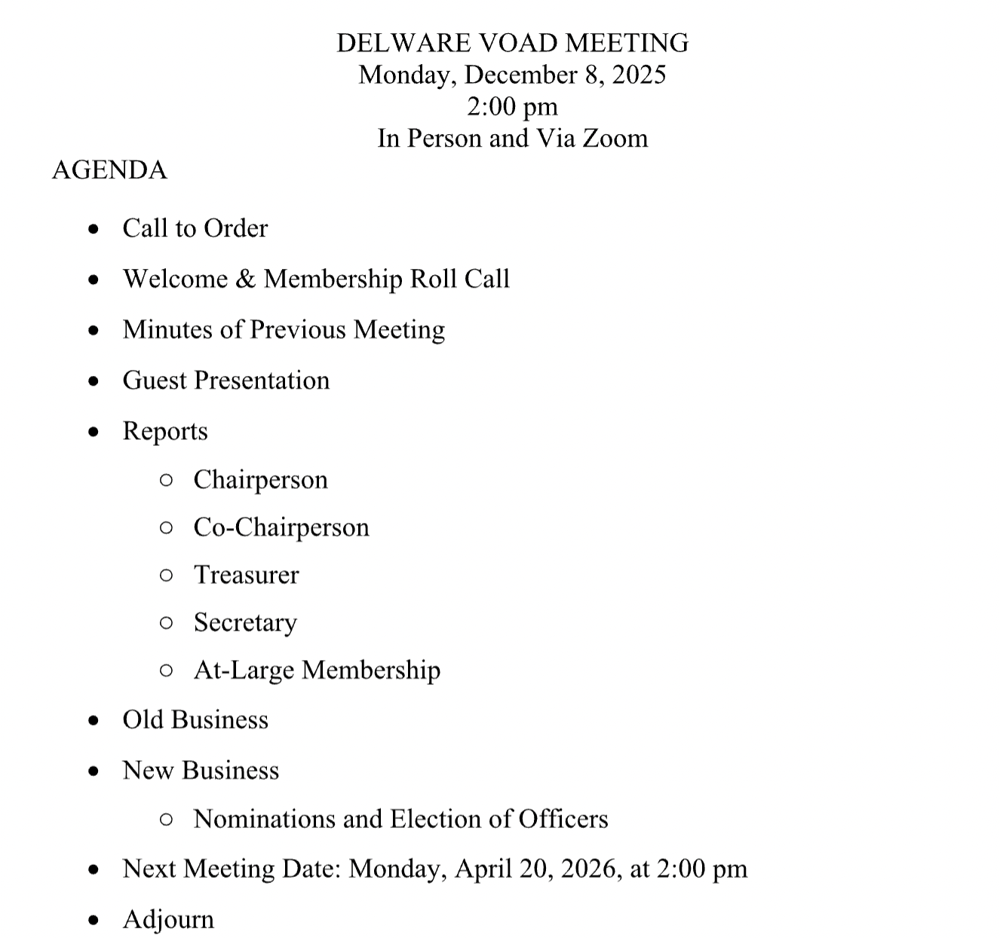 DELWARE VOAD MEETING
Monday, December 8, 2025
2:00 pm
In Person and Via Zoom
AGENDA
• Call to Order
• Welcome & Membership Roll Call
• Minutes of Previous Meeting
• Guest Presentation
• Reports
○ Chairperson
○ Co-Chairperson
○ Treasurer
○ Secretary
○ At-Large Membership
• Old Business
• New Business
○ Nominations and Election of Officers
• Next Meeting Date: Monday, April 20, 2026, at 2:00 pm
• Adjourn